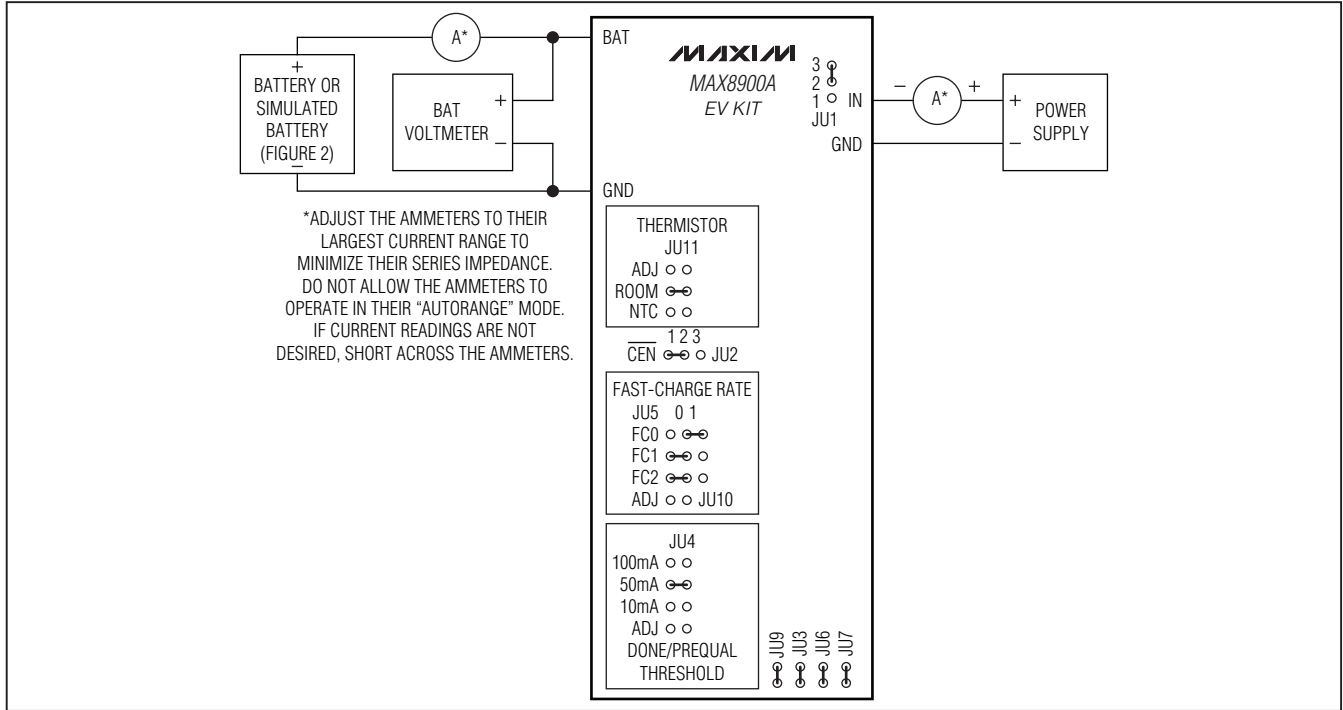 A*
+
BATTERY OR
SIMULATED
BATTERY
(FIGURE 2)
−
BAT
VOLTMETER
+
−
BAT
GND
MAXIM
MAX8900A
EV KIT
3
2
1
JU1
IN
GND
− A* +
+
−
POWER
SUPPLY
*ADJUST THE AMMETERS TO THEIR
LARGEST CURRENT RANGE TO
MINIMIZE THEIR SERIES IMPEDANCE.
DO NOT ALLOW THE AMMETERS TO
OPERATE IN THEIR “AUTORANGE” MODE.
IF CURRENT READINGS ARE NOT
DESIRED, SHORT ACROSS THE AMMETERS.
THERMISTOR
JU11
ADJ
ROOM
NTC
1 2 3
CEN JU2
FAST-CHARGE RATE
JU5 0 1
FC0
FC1
FC2
ADJ JU10
JU4
100mA
50mA
10mA
ADJ
DONE/PREQUAL
THRESHOLD
JU9
JU3
JU6
JU7